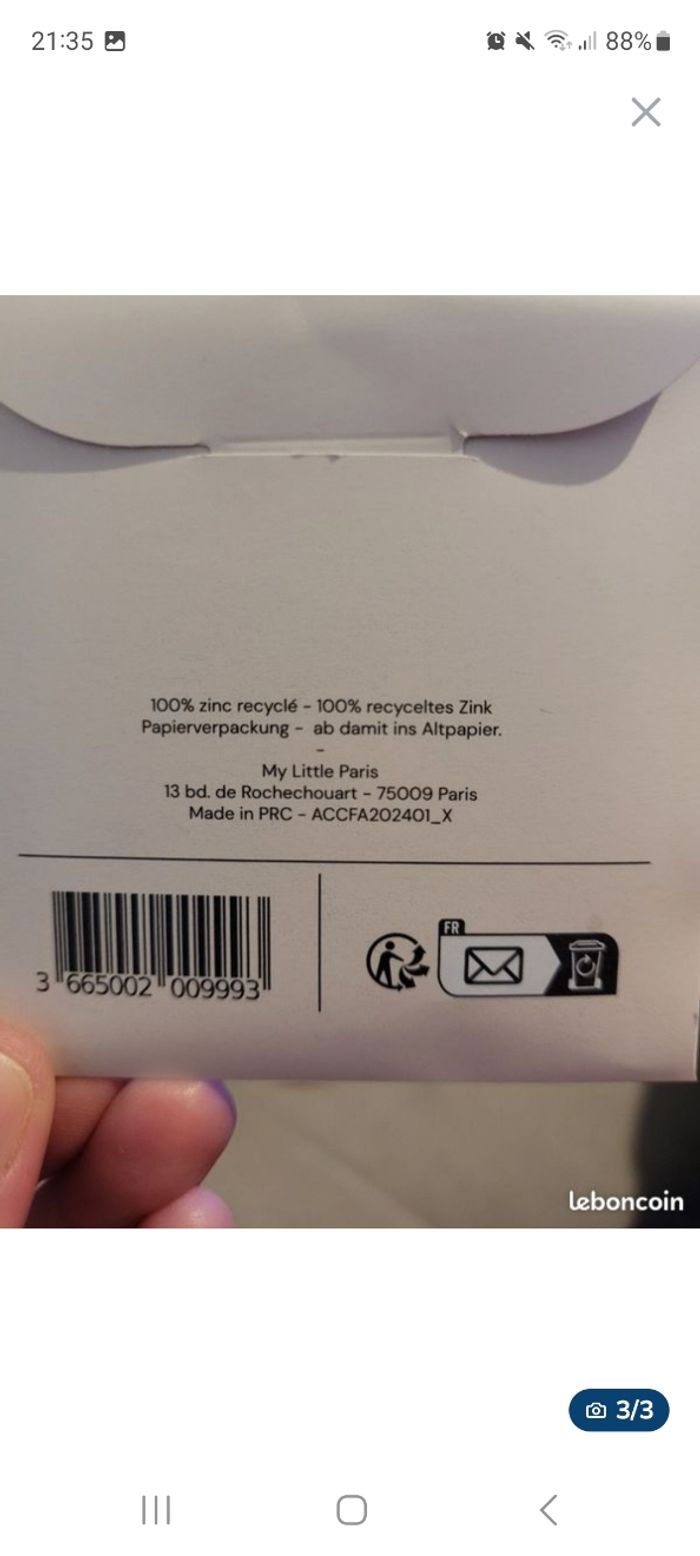 21:35
88%
100% zinc recyclé - 100% recyceltes Zink
Papierverpackung - ab damit ins Altpapier.
-
My Little Paris
13 bd. de Rochechouart - 75009 Paris
Made in PRC - ACCFA202401_X
3 665002 009993
FR
leboncoin
3/3